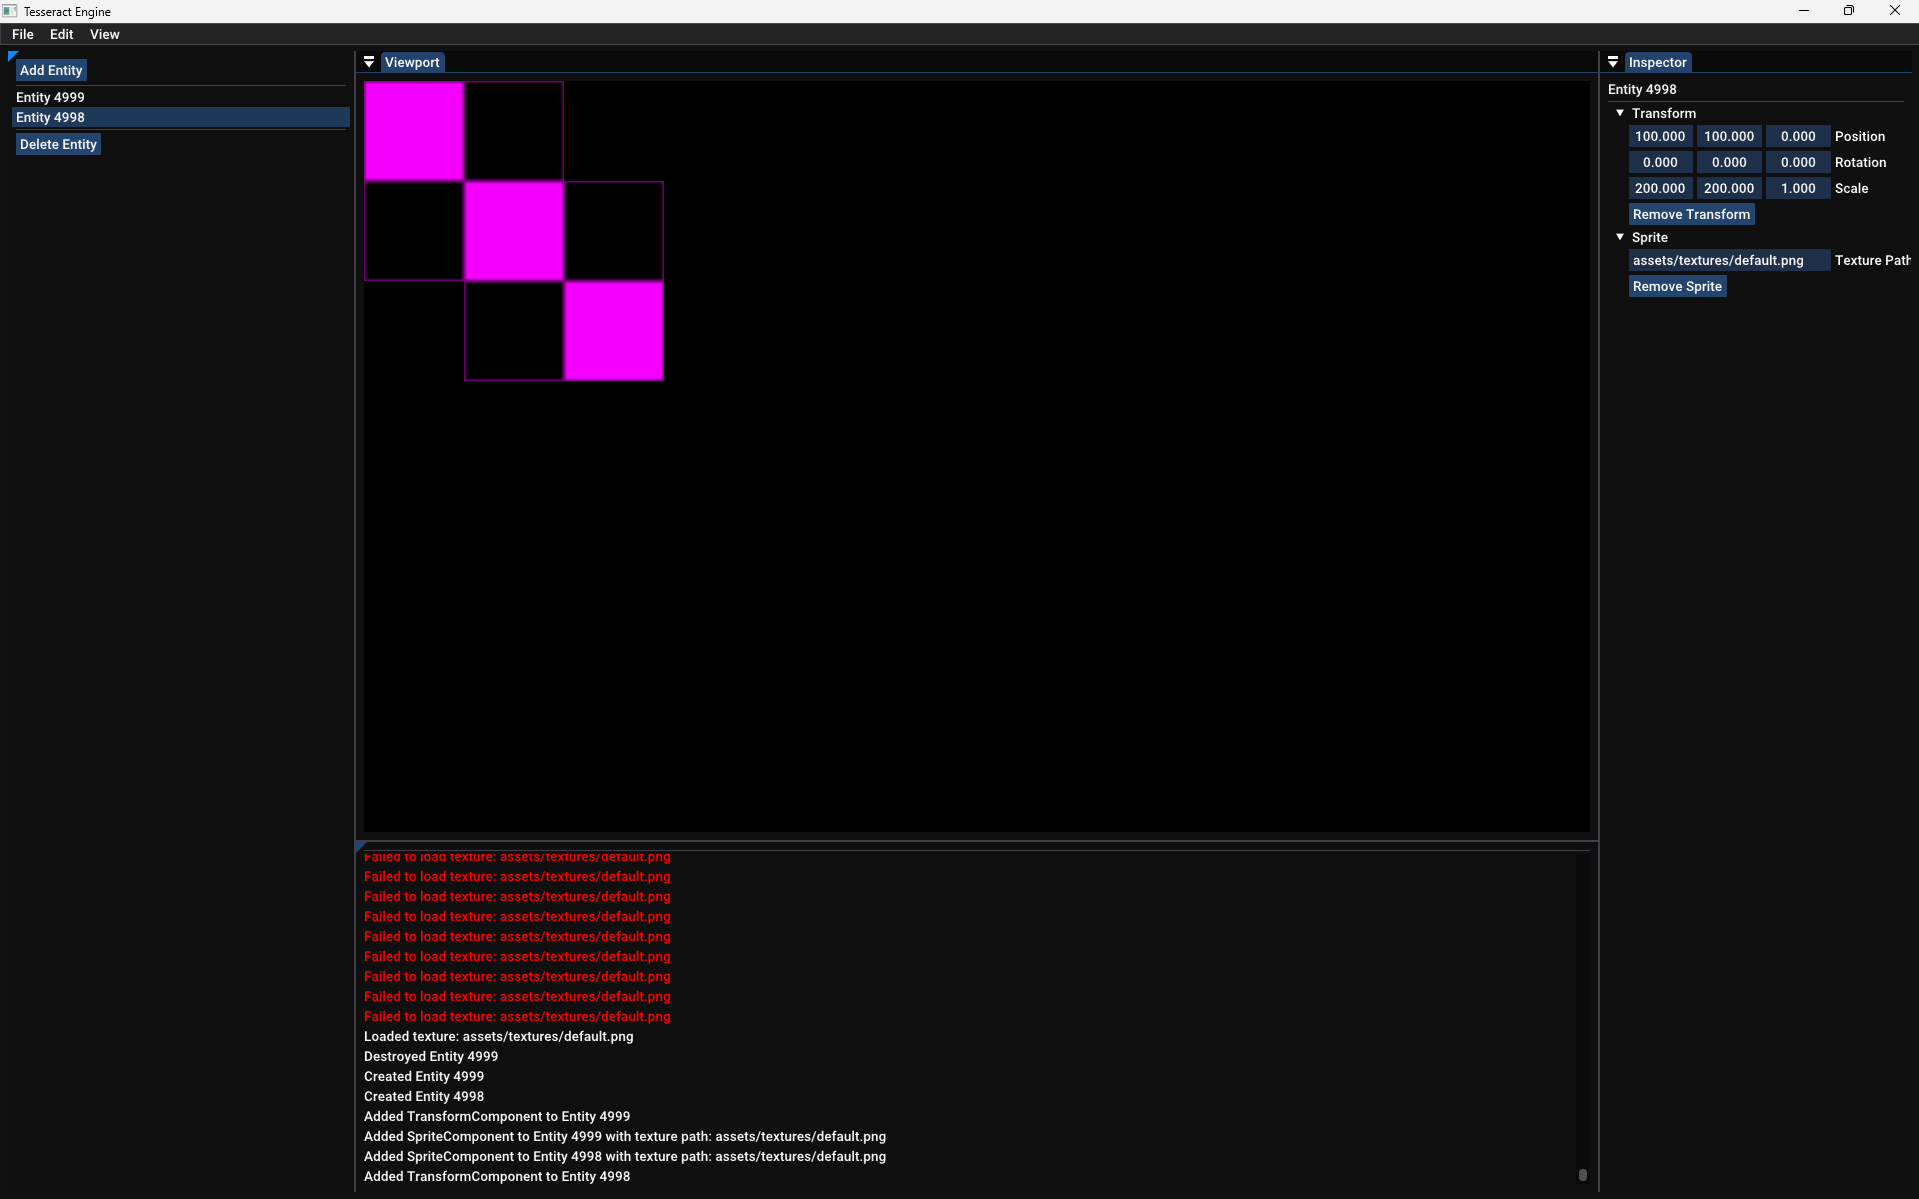 Tesseract Engine
File Edit View
Add Entity
Entity 4999
Entity 4998
Delete Entity
Viewport
Failed to load texture: assets/textures/default.png
Failed to load texture: assets/textures/default.png
Failed to load texture: assets/textures/default.png
Failed to load texture: assets/textures/default.png
Failed to load texture: assets/textures/default.png
Failed to load texture: assets/textures/default.png
Failed to load texture: assets/textures/default.png
Failed to load texture: assets/textures/default.png
Failed to load texture: assets/textures/default.png
Loaded texture: assets/textures/default.png
Destroyed Entity 4999
Created Entity 4999
Created Entity 4998
Added TransformComponent to Entity 4999
Added SpriteComponent to Entity 4999 with texture path: assets/textures/default.png
Added SpriteComponent to Entity 4998 with texture path: assets/textures/default.png
Added TransformComponent to Entity 4998
Inspector
Entity 4998
Transform
100.000 100.000 0.000 Position
0.000 0.000 0.000 Rotation
200.000 200.000 1.000 Scale
Remove Transform
Sprite
assets/textures/default.png Texture Path
Remove Sprite